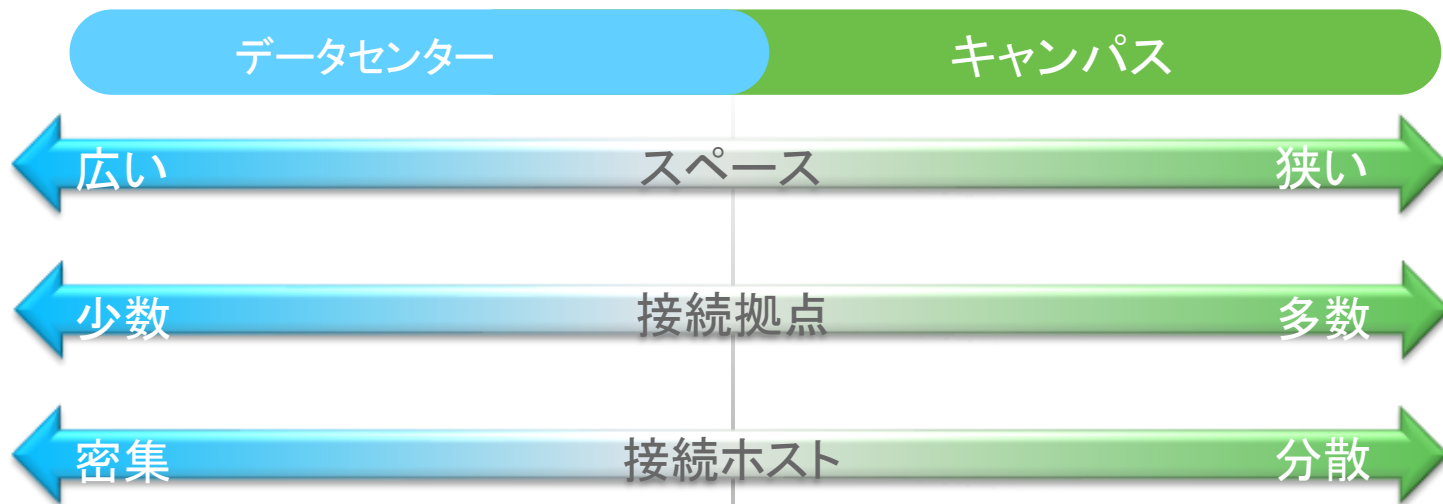 データセンター キャンパス
広い スペース 狭い
少数 接続拠点 多数
密集 接続ホスト 分散